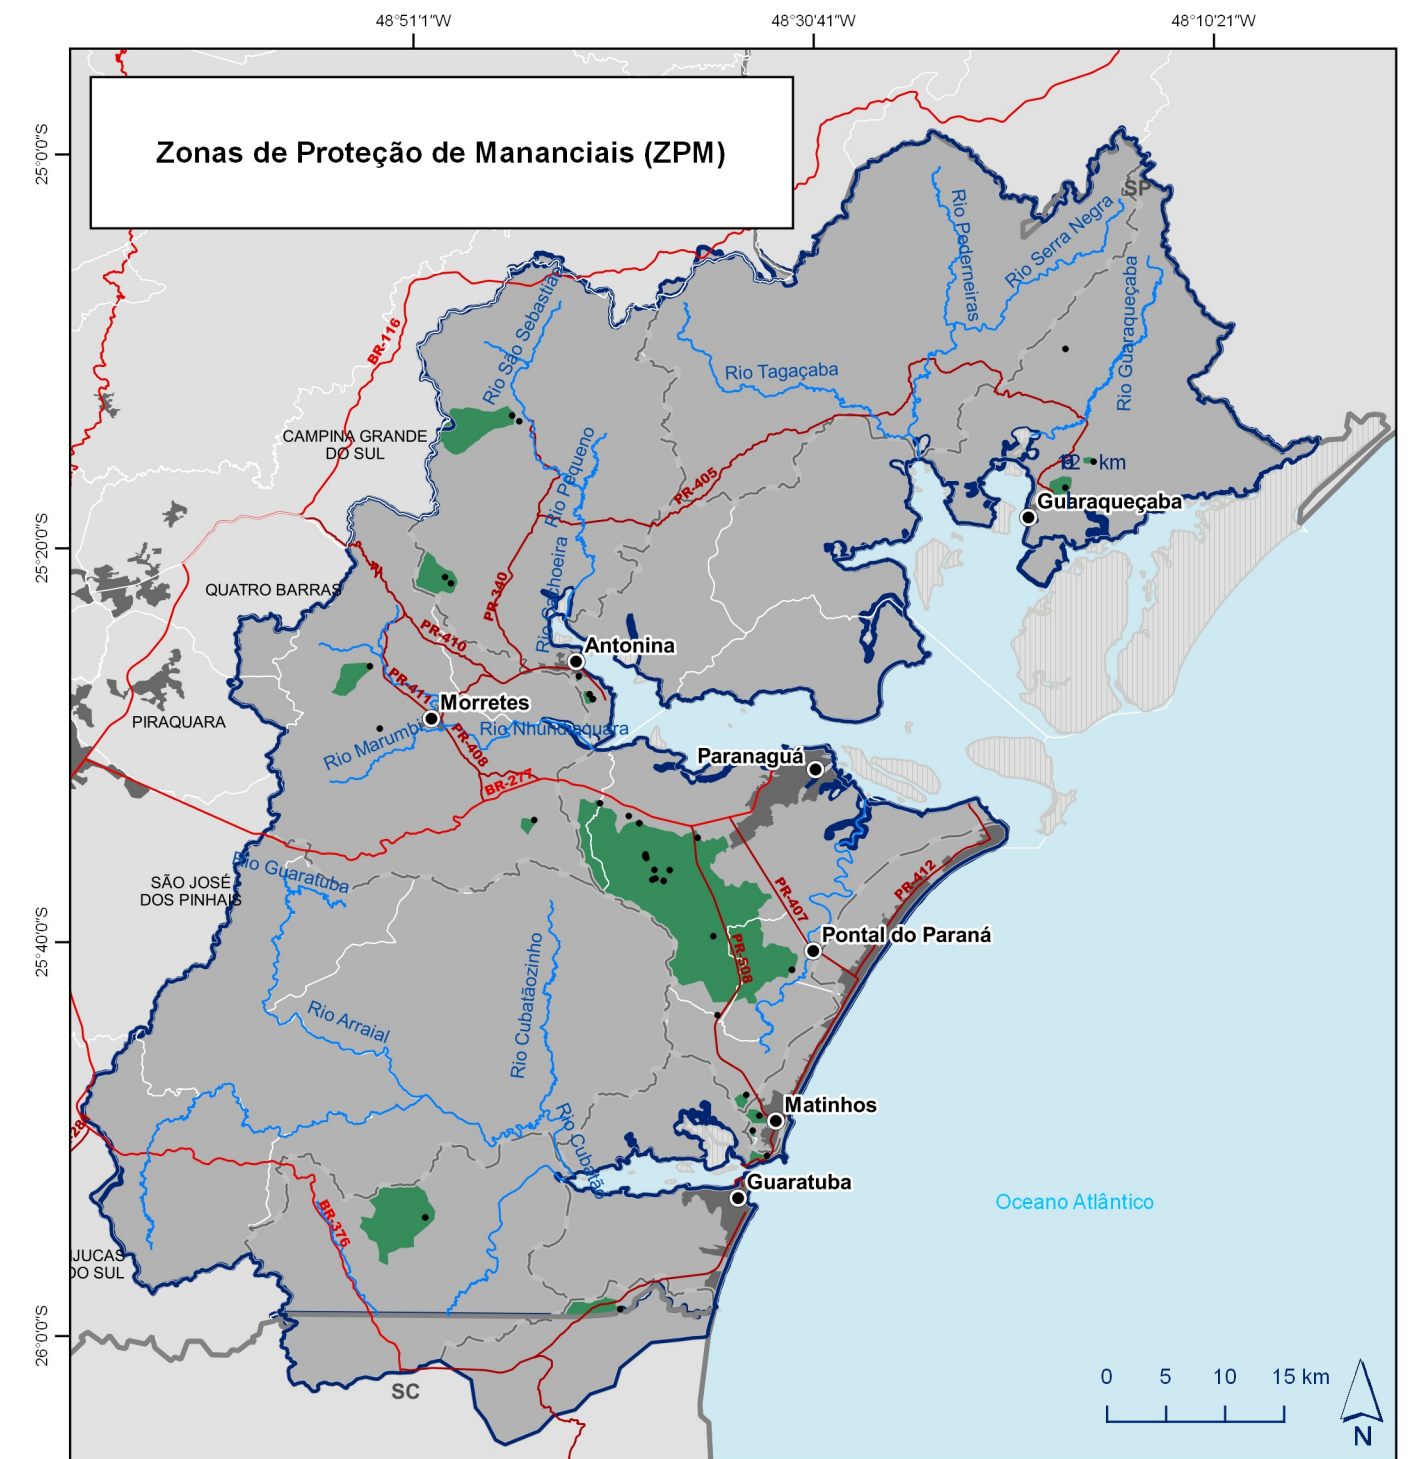 48°51'1"W
48°30'41"W
48°10'21"W
25°0'0"S
25°20'0"S
25°40'0"S
26°0'0"S
Zonas de Proteção de Mananciais (ZPM)
SP
Rio Pederneiras
Rio Serra Negra
Rio Guaraqueçaba
Rio São Sebastião
BR-116
Rio Tagaçaba
CAMPINA GRANDE
DO SUL
Rio Pequeno
PR-405
km
Guaraqueçaba
QUATRO BARRAS
PR-340
Rio Cachoeira
PR-410
Antonina
PR-411
Morretes
PIRAQUARA
Rio Marumbi
PR-408
Rio Nhundiaquara
Paranaguá
BR-277
Rio Guaratuba
SÃO JOSÉ
DOS PINHAIS
PR-412
PR-407
Pontal do Paraná
PR-508
Rio Cubatãozinho
Rio Arraial
Matinhos
Rio Cubatão
Guaratuba
Oceano Atlântico
BR-376
IJUCAS
DO SUL
SC
0 5 10 15 km
N